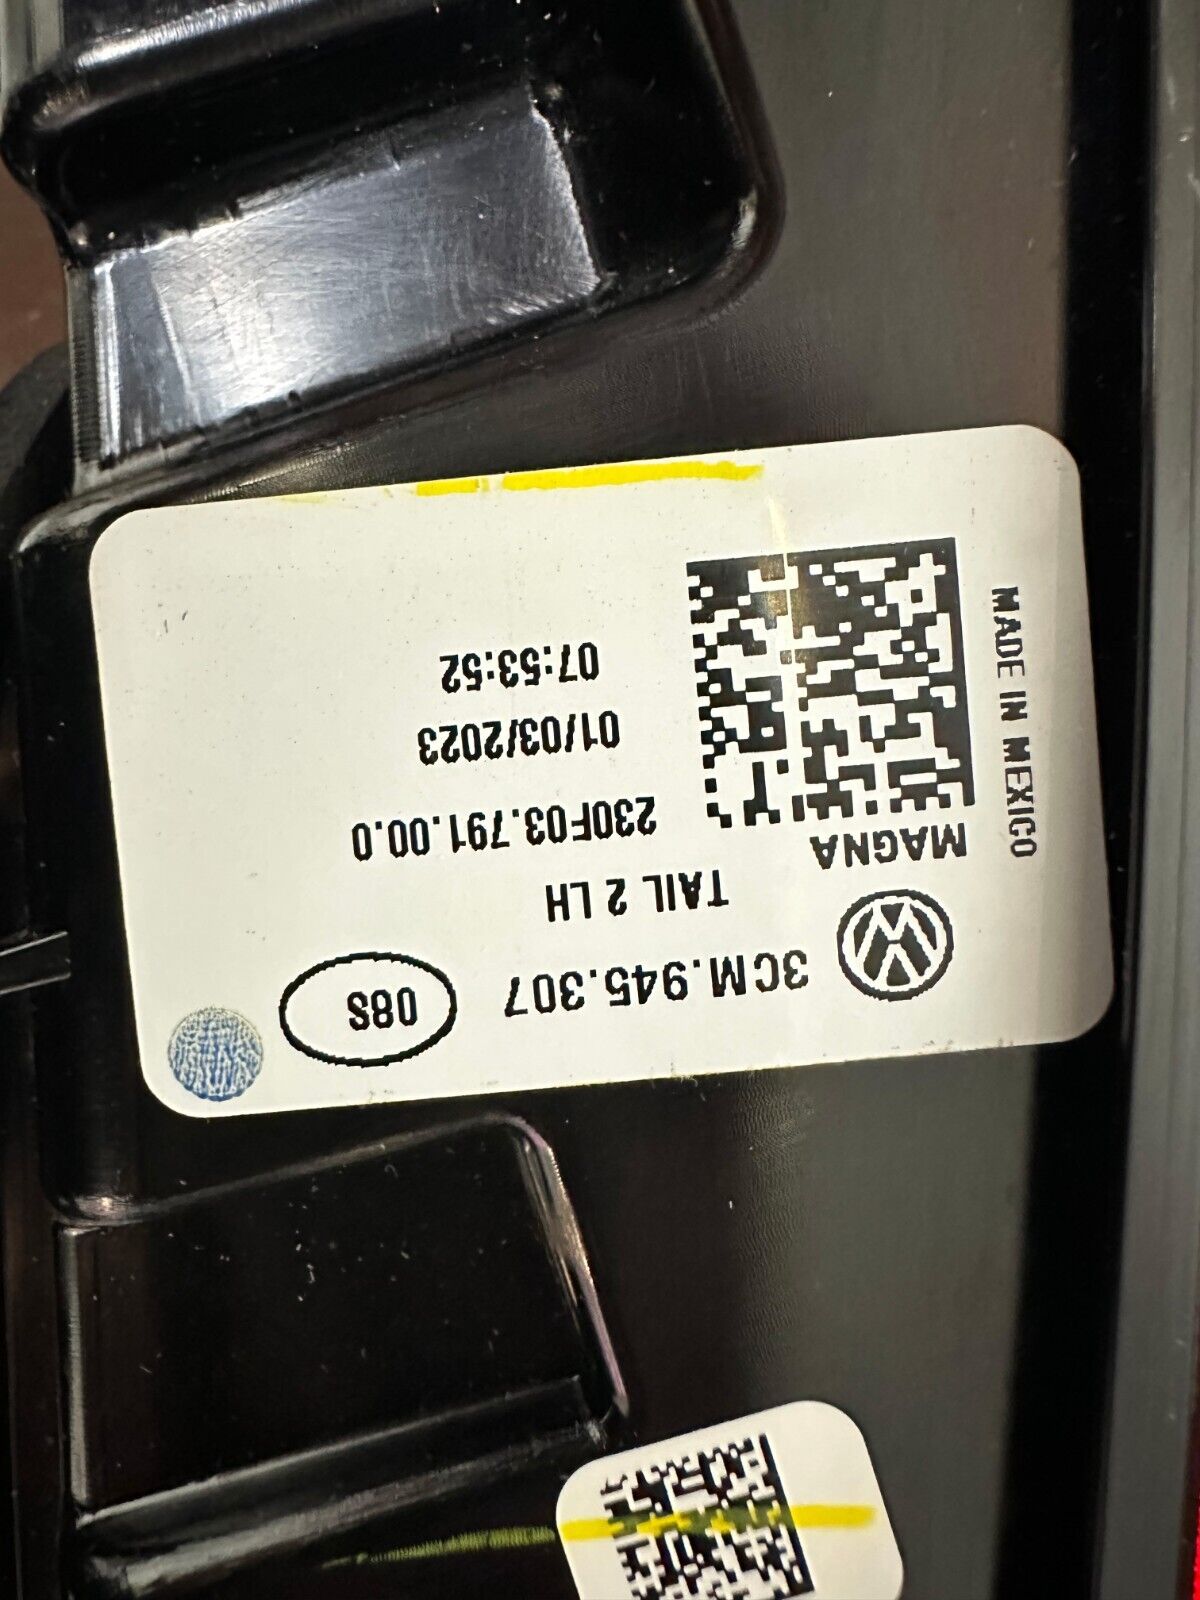 3CM.945.307 08S
TAIL 2 LH
MAGNA
230F03.791.00.0
01/03/2023
07:53:52
MADE IN MEXICO